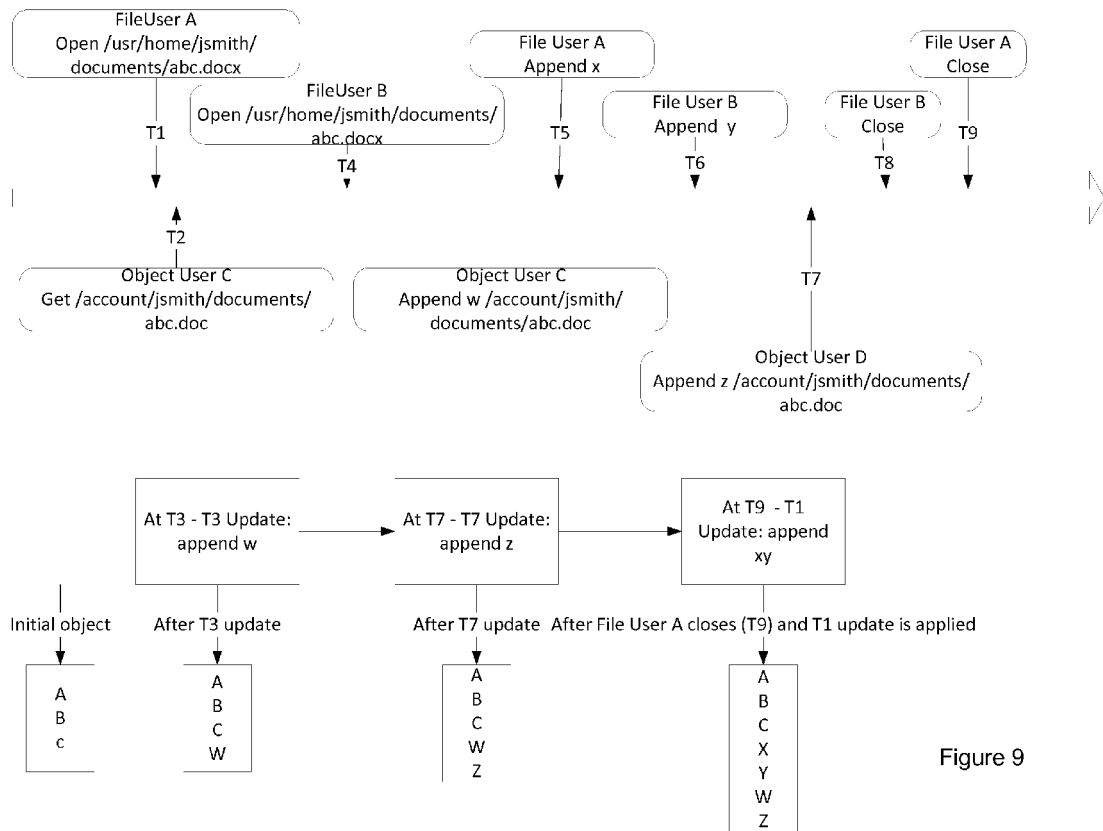 FileUser A
Open /usr/home/jsmith/
documents/abc.docx
FileUser B
Open /usr/home/jsmith/documents/
abc.docx
File User A
Append x
File User B
Append y
File User B
Close
File User A
Close
T1
T4
T5
T6
T8
T9
T2
T7
Object User C
Get /account/jsmith/documents/
abc.doc
Object User C
Append w /account/jsmith/
documents/abc.doc
Object User D
Append z /account/jsmith/documents/
abc.doc
At T3 - T3 Update:
append w
At T7 - T7 Update:
append z
At T9 - T1
Update: append
xy
Initial object
After T3 update
After T7 update
After File User A closes (T9) and T1 update is applied
A
B
c
A
B
C
W
A
B
C
W
Z
A
B
C
X
Y
W
Z
Figure 9